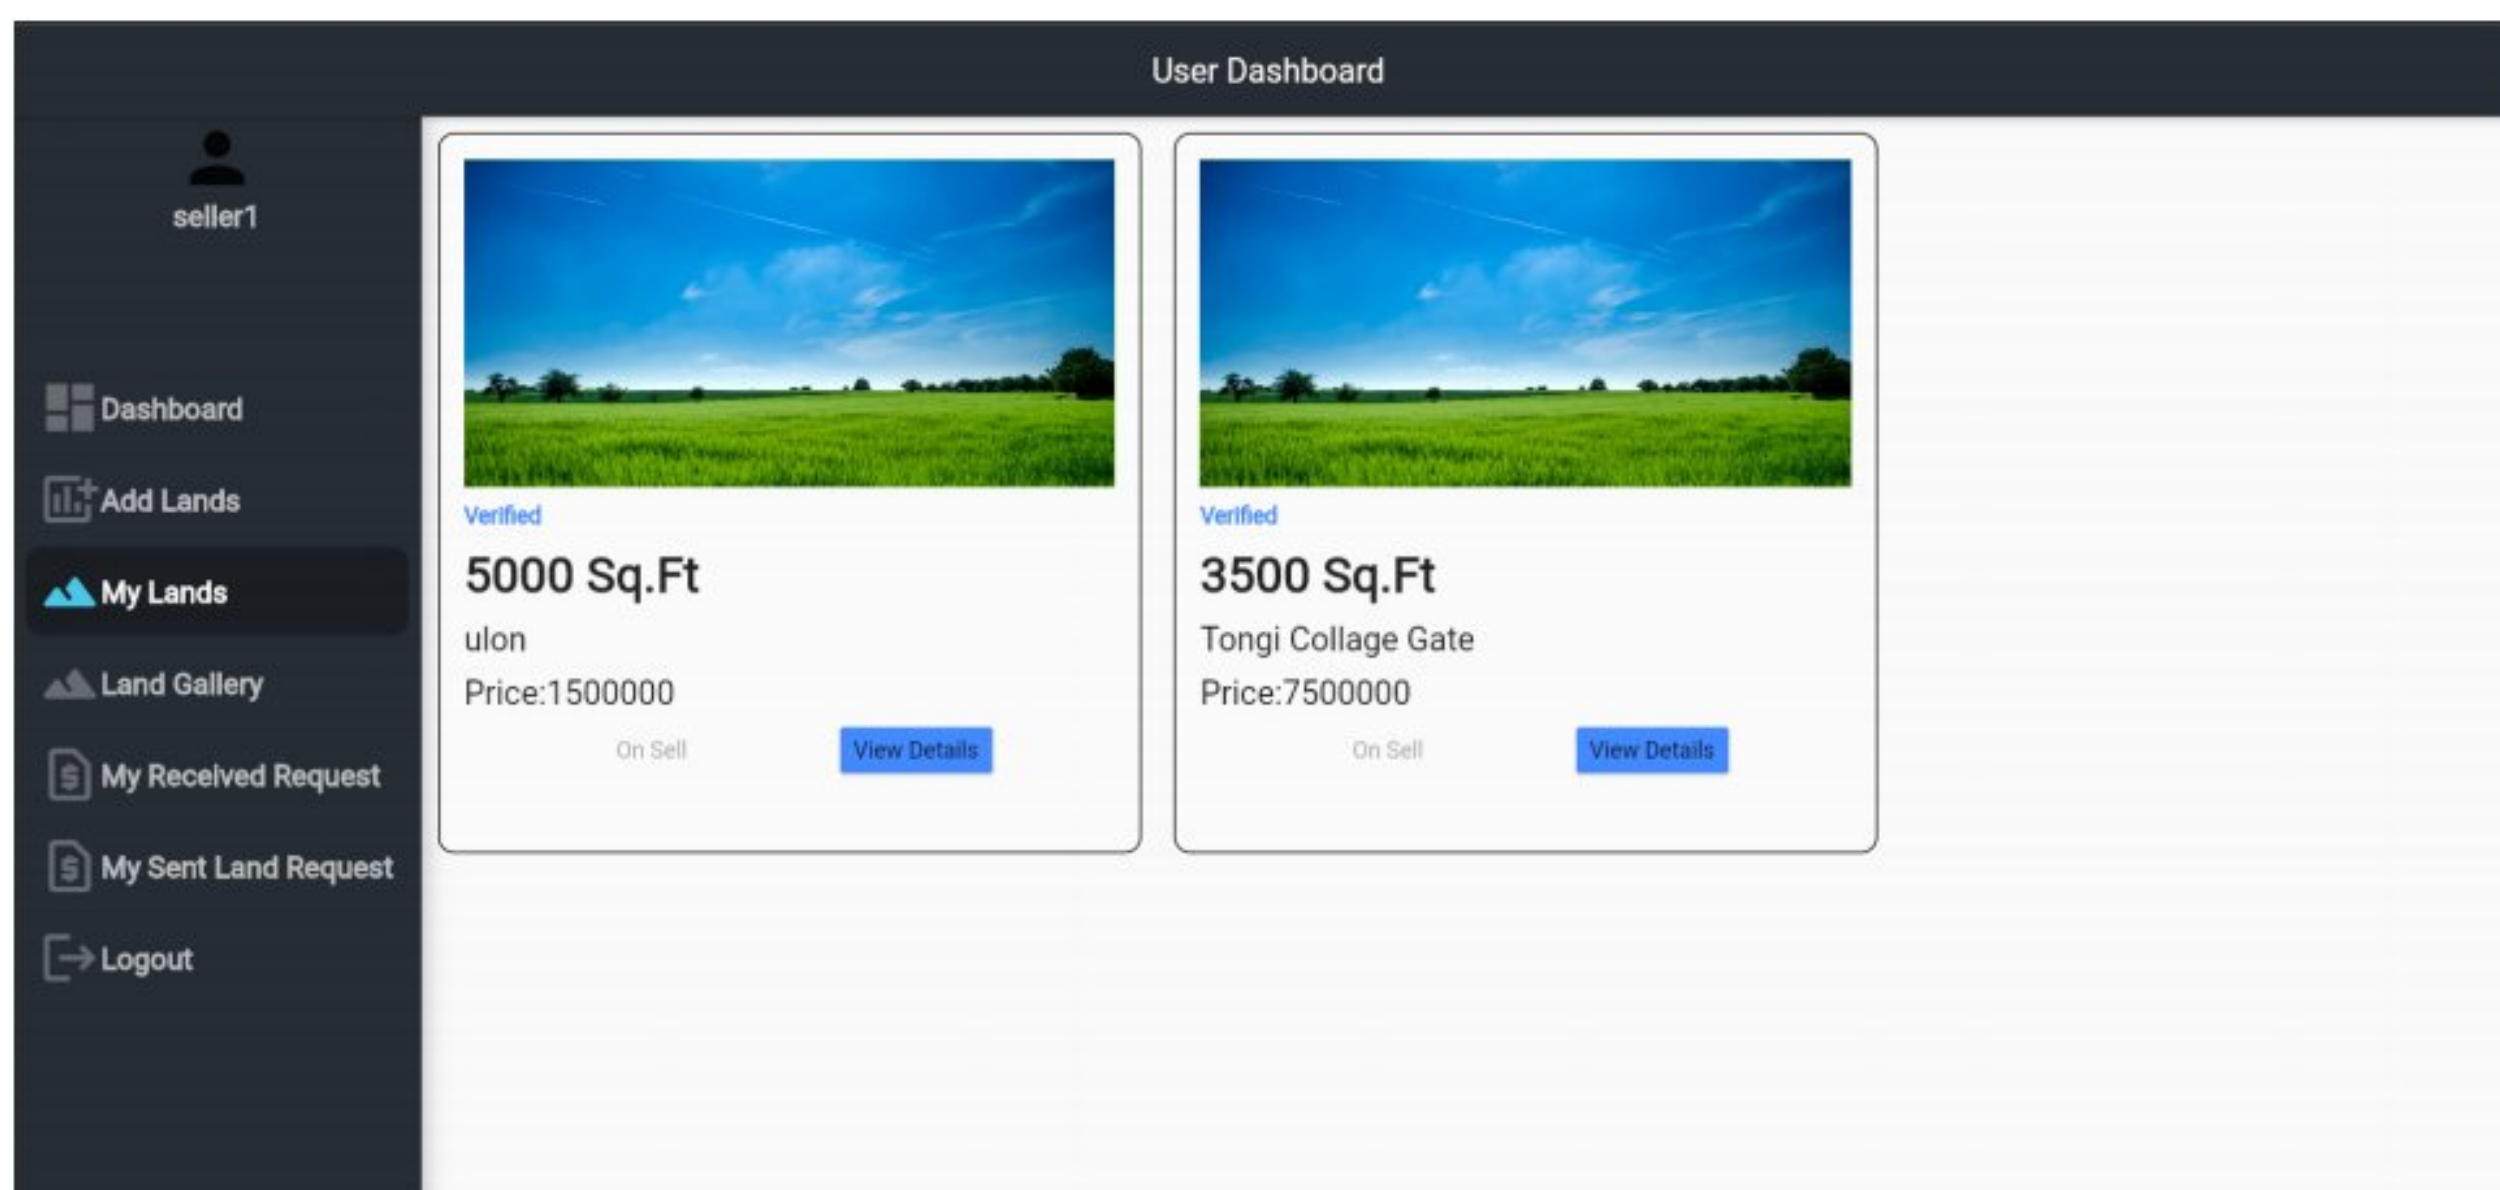 User Dashboard
seller1
Dashboard
Add Lands
My Lands
Land Gallery
My Received Request
My Sent Land Request
Logout
Verified
5000 Sq.Ft
ulon
Price:1500000
On Sell
View Details
Verified
3500 Sq.Ft
Tongi Collage Gate
Price:7500000
On Sell
View Details